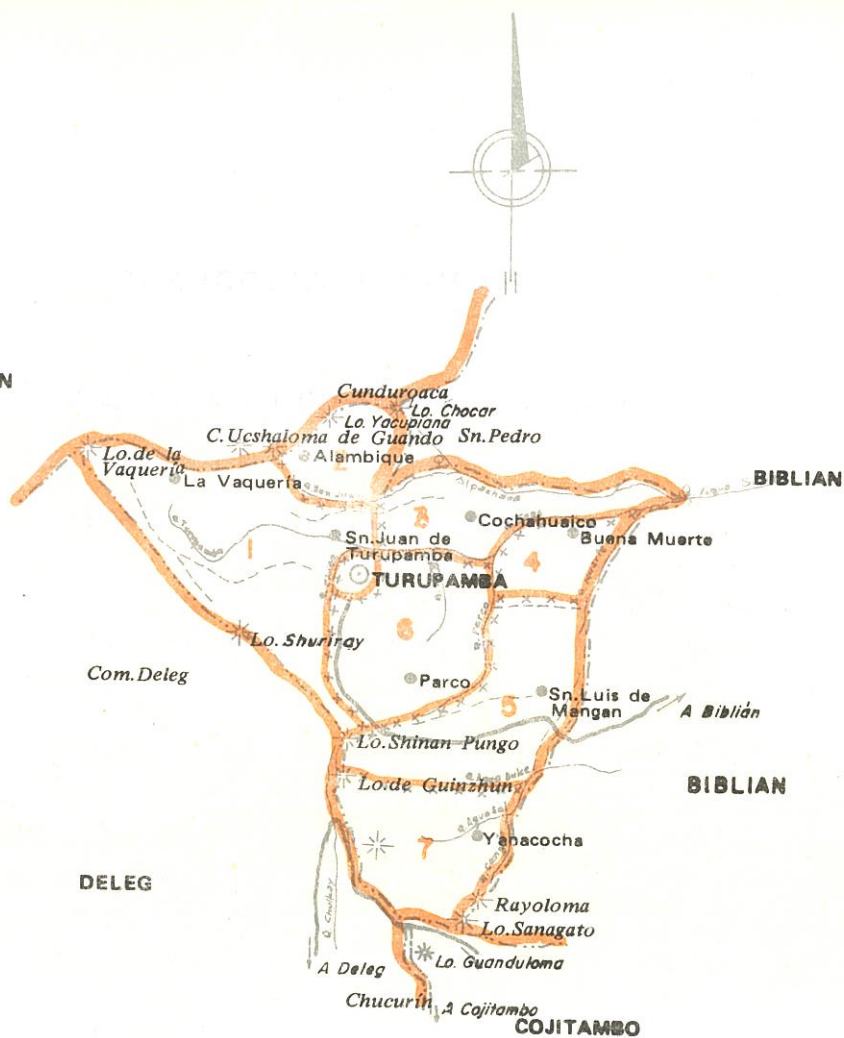 N
Cunduroaca
Lo. Chocar
Lo. Yacupiana
C. Ucshaloma de Guando
Sn. Pedro
Lo. de la
Vaquería
Alambique
2
La Vaquería
BIBLIAN
3
Cochahuaico
Buena Muerte
1
Sn. Juan de
Turupamba
4
TURUPAMBA
6
Lo. Shuriray
Com. Deleg
Parco
5
Sn. Luis de
Mangan
A Biblián
Lo. Shinan Pungo
Lo. de Guinzhun
BIBLIAN
7
Yanacocha
DELEG
Rayoloma
Lo. Sanagato
A Deleg
Lo. Guanduloma
Chucurín
A Cojitambo
COJITAMBO